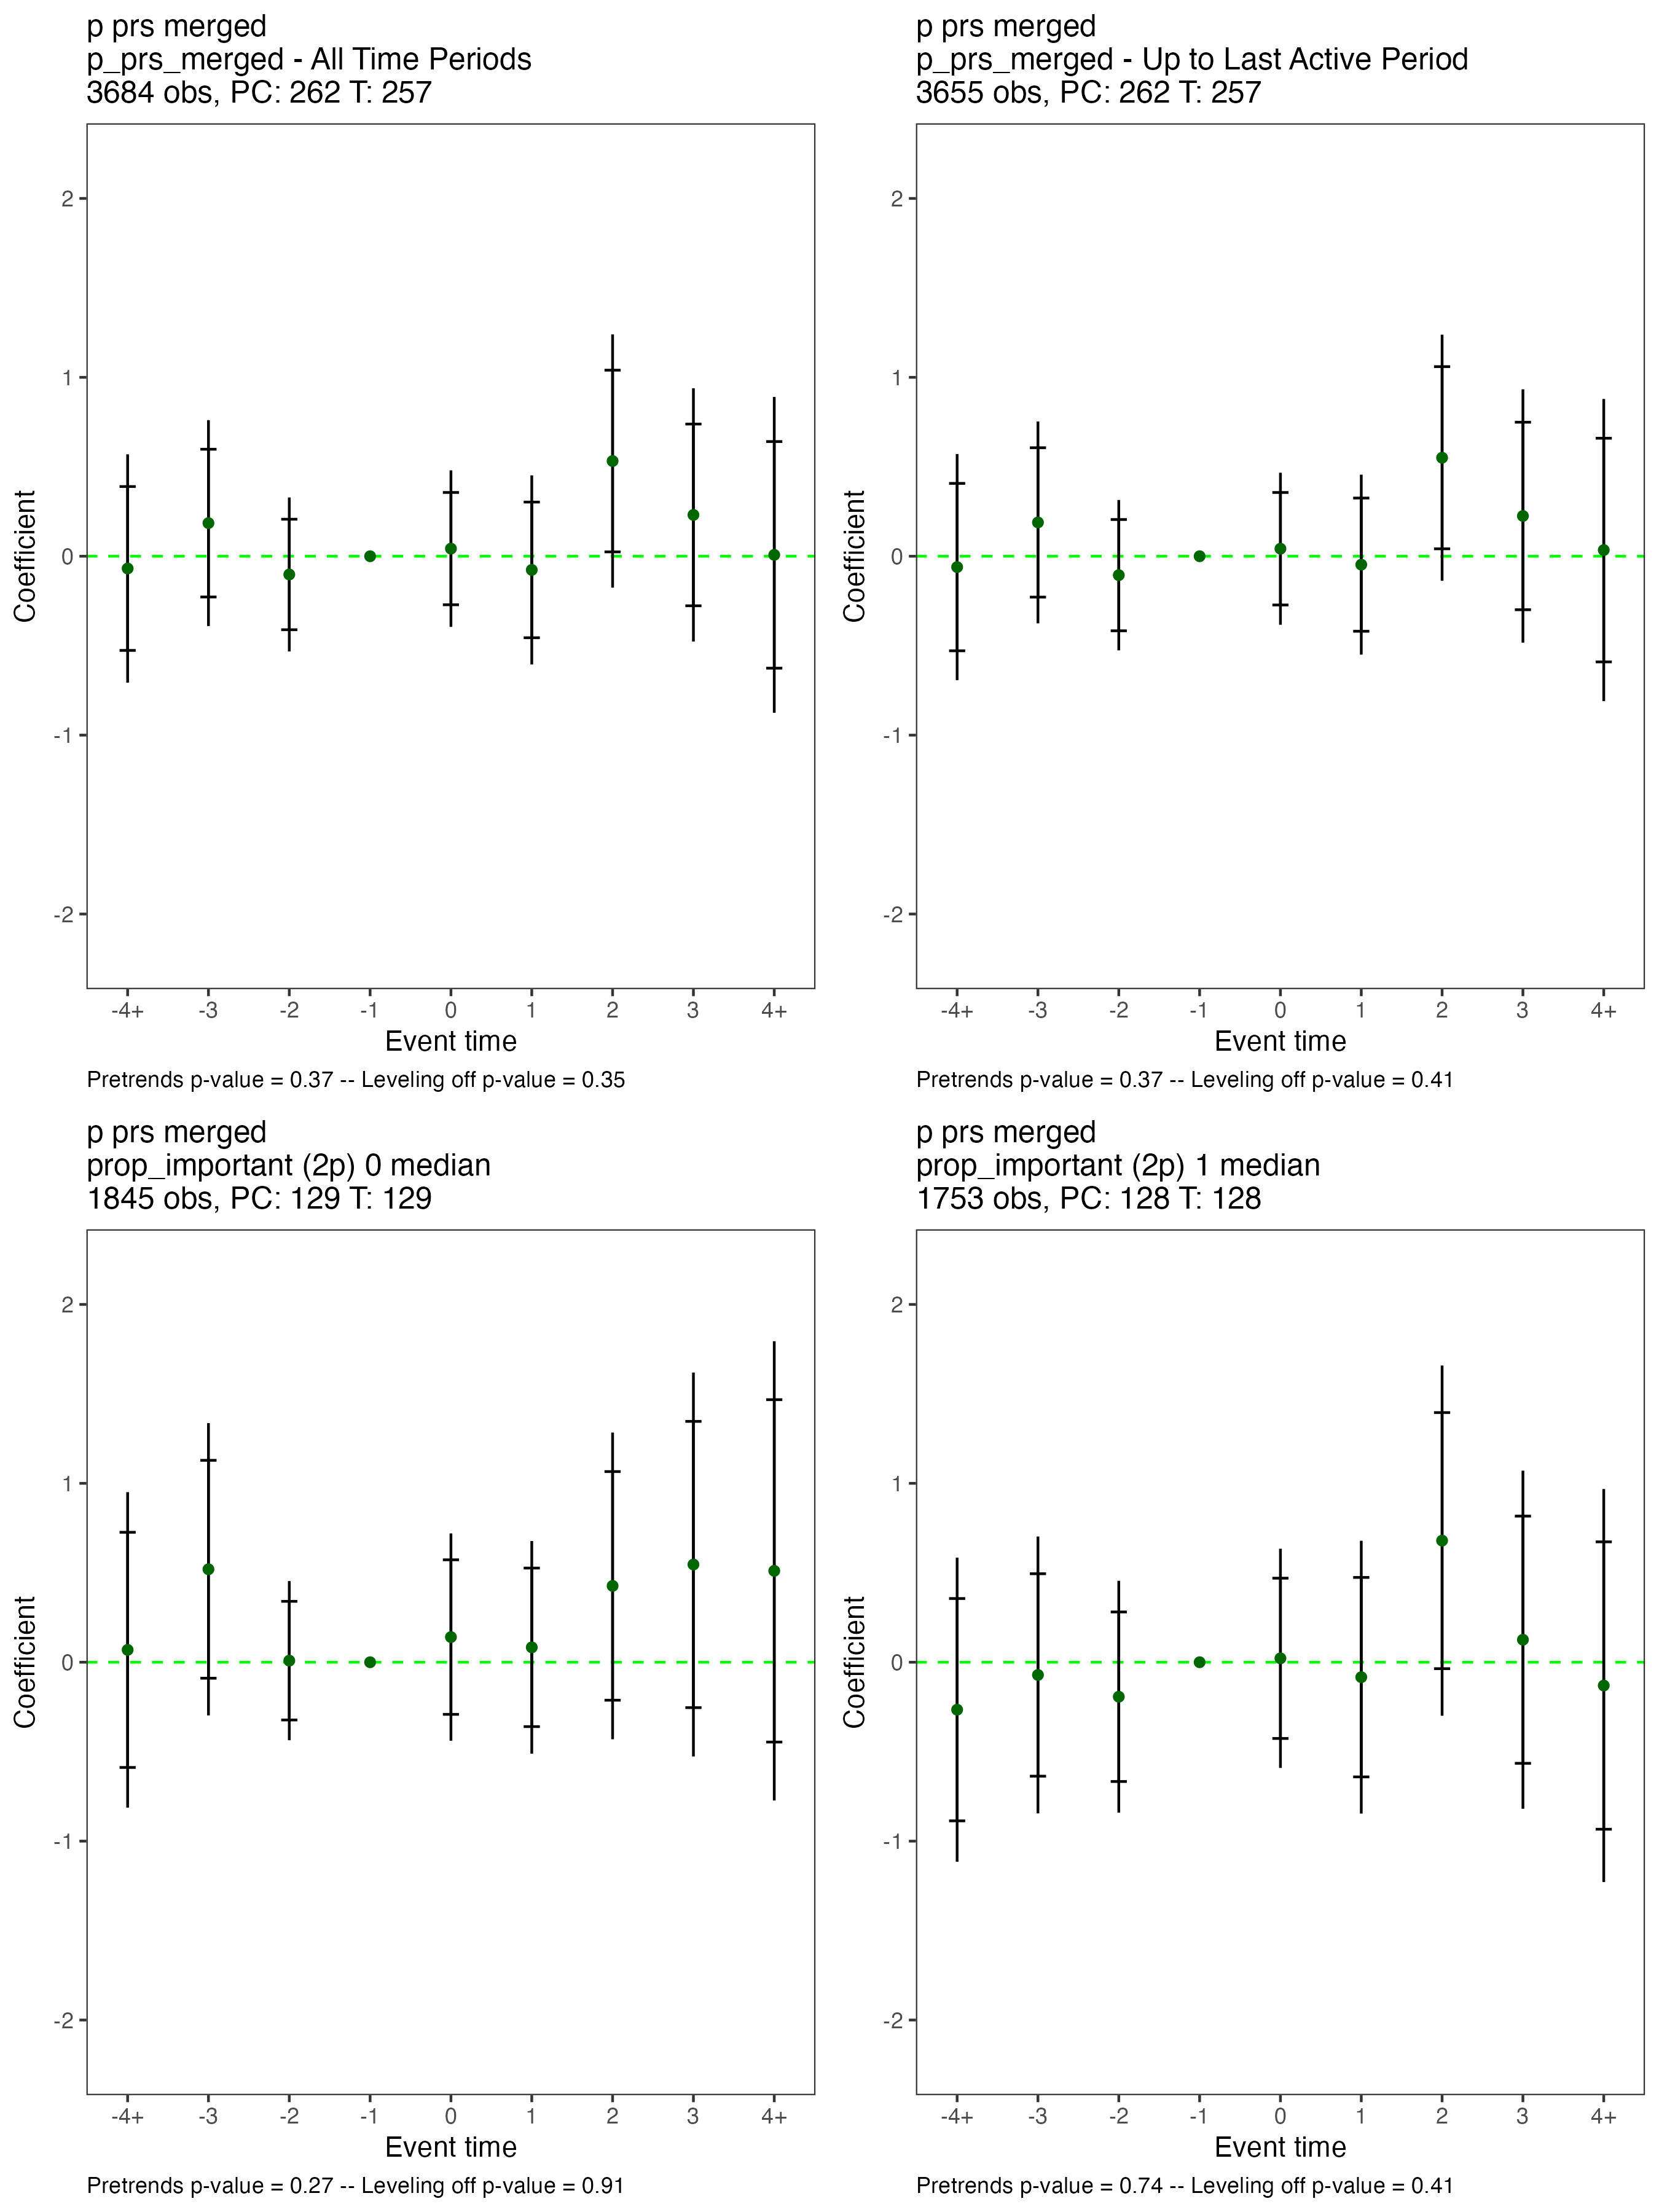 p prs merged
p_prs_merged - All Time Periods
3684 obs, PC: 262 T: 257
Coefficient
2
1
0
-1
-2
-4+ -3 -2 -1 0 1 2 3 4+
Event time
Pretrends p-value = 0.37 -- Leveling off p-value = 0.35
p prs merged
p_prs_merged - Up to Last Active Period
3655 obs, PC: 262 T: 257
Coefficient
2
1
0
-1
-2
-4+ -3 -2 -1 0 1 2 3 4+
Event time
Pretrends p-value = 0.37 -- Leveling off p-value = 0.41
p prs merged
prop_important (2p) 0 median
1845 obs, PC: 129 T: 129
Coefficient
2
1
0
-1
-2
-4+ -3 -2 -1 0 1 2 3 4+
Event time
Pretrends p-value = 0.27 -- Leveling off p-value = 0.91
p prs merged
prop_important (2p) 1 median
1753 obs, PC: 128 T: 128
Coefficient
2
1
0
-1
-2
-4+ -3 -2 -1 0 1 2 3 4+
Event time
Pretrends p-value = 0.74 -- Leveling off p-value = 0.41